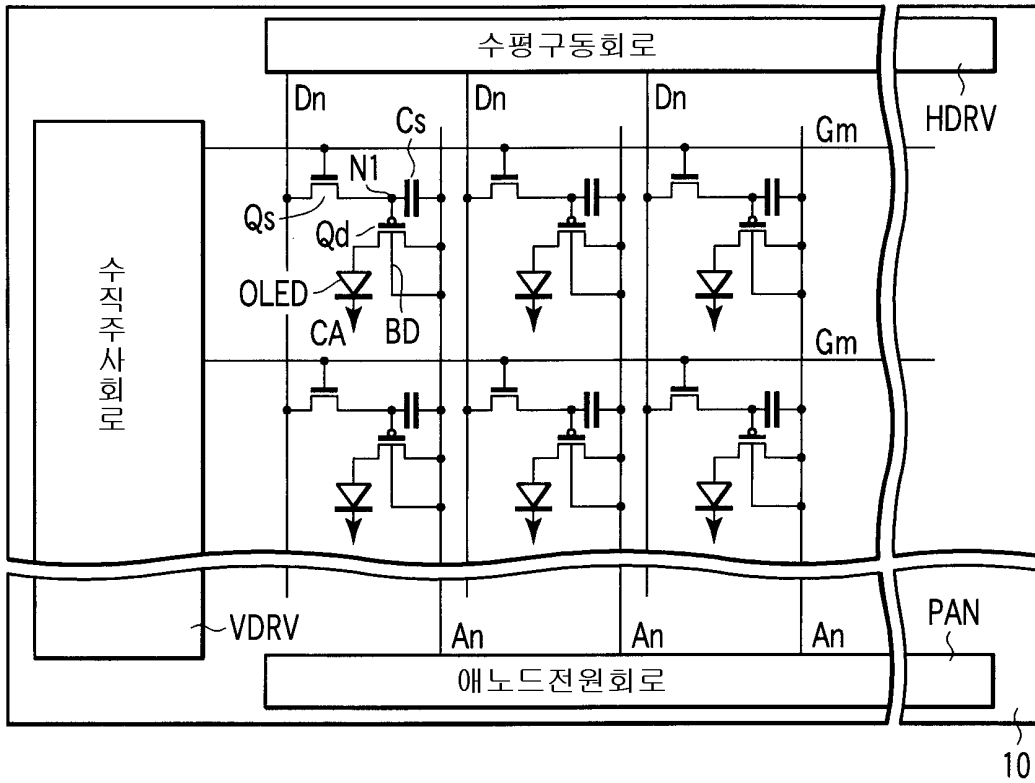 수평구동회로
HDRV
Dn
Dn
Dn
Cs
Gm
N1
Qs
Qd
OLED
CA
BD
수직주사회로
Gm
VDRV
An
An
An
PAN
애노드전원회로
10